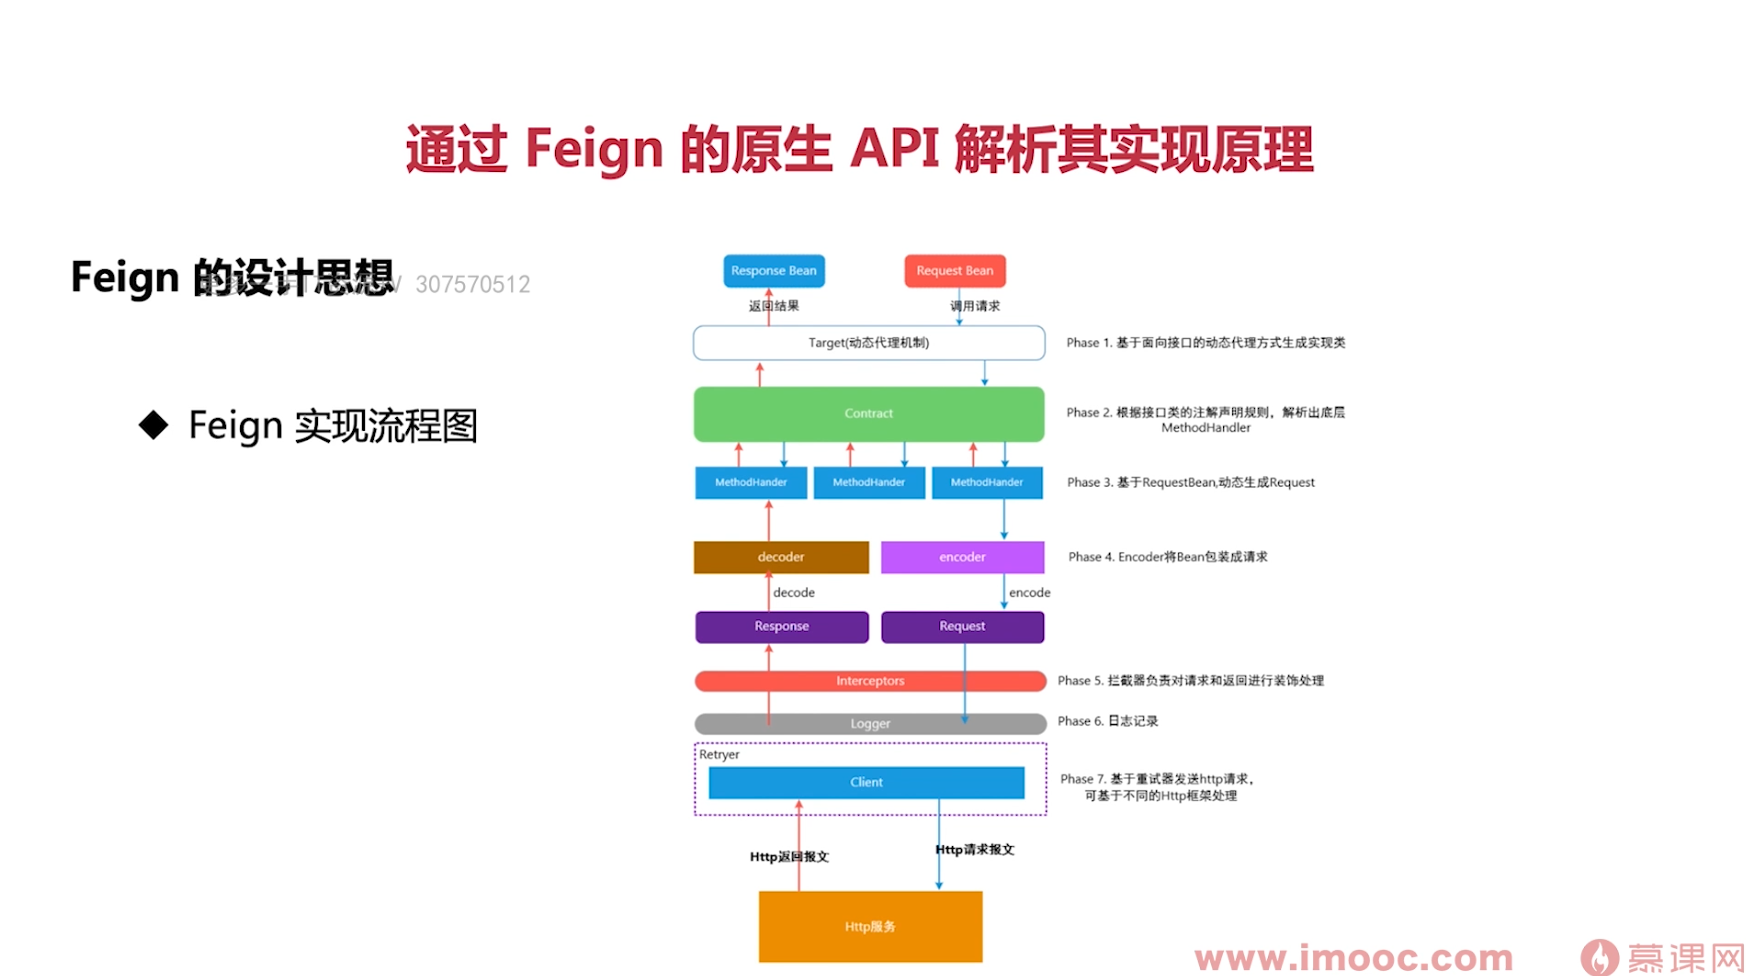 通过 Feign 的原生 API 解析其实现原理
Feign 的设计思想
307570512
Feign 实现流程图
Response Bean
Request Bean
返回结果
调用请求
Target(动态代理机制)
Phase 1. 基于面向接口的动态代理方式生成实现类
Contract
Phase 2. 根据接口类的注解声明规则，解析出底层
MethodHandler
MethodHander
MethodHander
MethodHander
Phase 3. 基于RequestBean,动态生成Request
decoder
encoder
Phase 4. Encoder将Bean包装成请求
decode
encode
Response
Request
Interceptors
Phase 5. 拦截器负责对请求和返回进行装饰处理
Logger
Phase 6. 日志记录
Retryer
Client
Phase 7. 基于重试器发送http请求，
可基于不同的Http框架处理
Http返回报文
Http请求报文
Http服务
www.imooc.com
慕课网